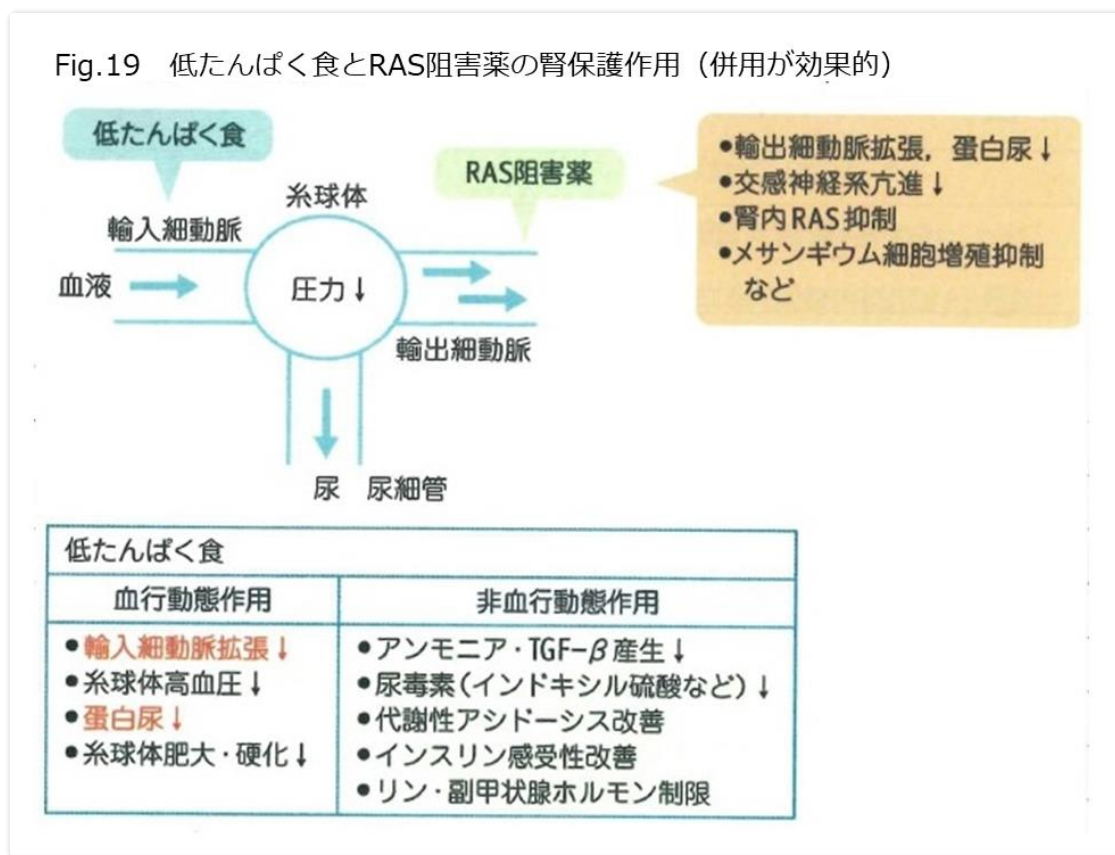 Fig.19　低たんぱく食とRAS阻害薬の腎保護作用（併用が効果的）
低たんぱく食
RAS阻害薬
●輸出細動脈拡張，蛋白尿↓
●交感神経系亢進↓
●腎内RAS抑制
●メサンギウム細胞増殖抑制
など
糸球体
輸入細動脈
血液
圧力↓
輸出細動脈
尿　尿細管
低たんぱく食
血行動態作用
●輸入細動脈拡張↓
●糸球体高血圧↓
●蛋白尿↓
●糸球体肥大・硬化↓
非血行動態作用
●アンモニア・TGF-β産生↓
●尿毒素（インドキシル硫酸など）↓
●代謝性アシドーシス改善
●インスリン感受性改善
●リン・副甲状腺ホルモン制限